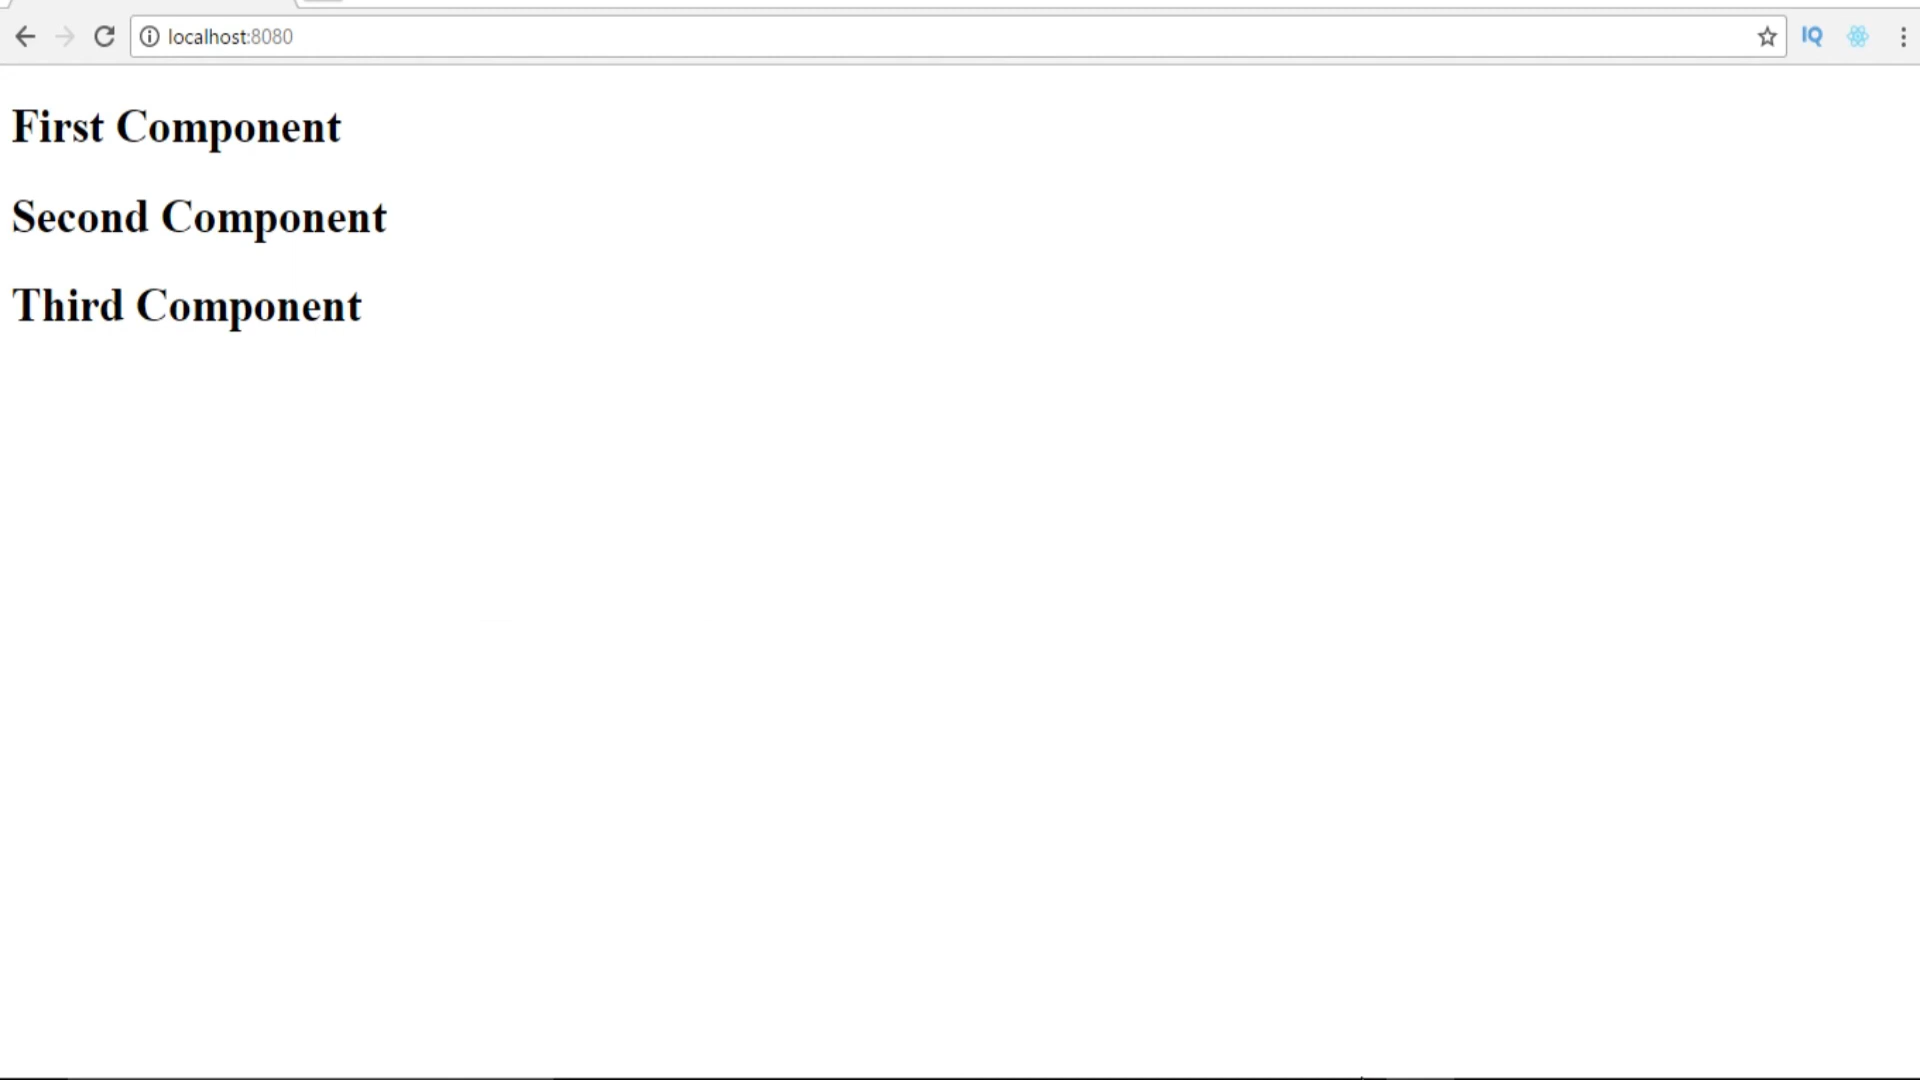 localhost:8080
IQ
First Component
Second Component
Third Component